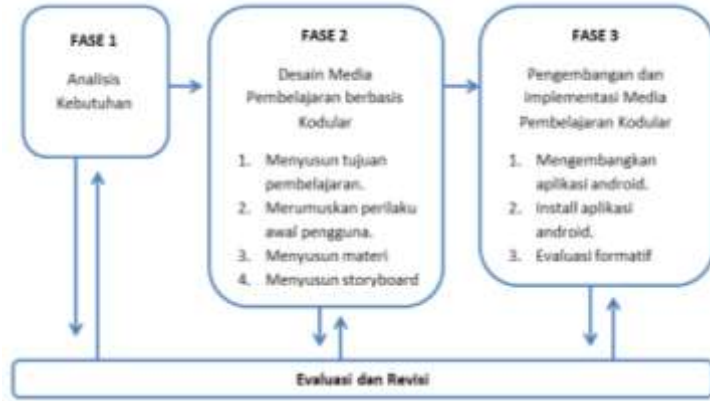 FASE 1
Analisis
Kebutuhan
FASE 2
Desain Media
Pembelajaran berbasis
Kodular
1. Menyusun tujuan
pembelajaran.
2. Merumuskan perilaku
awal pengguna.
3. Menyusun materi
4. Menyusun storyboard
FASE 3
Pengembangan dan
Implementasi Media
Pembelajaran Kodular
1. Mengembangkan
aplikasi android.
2. Install aplikasi
android.
3. Evaluasi formatif
Evaluasi dan Revisi